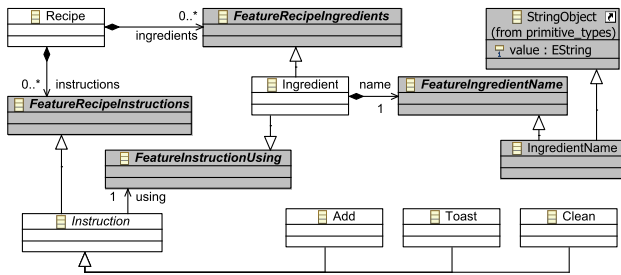 Recipe
0..*
ingredients
FeatureRecipeIngredients
StringObject
(from primitive_types)
value : EString
0..* instructions
Ingredient
name
1
FeatureIngredientName
FeatureRecipeInstructions
IngredientName
FeatureInstructionUsing
1 using
Instruction
Add
Toast
Clean